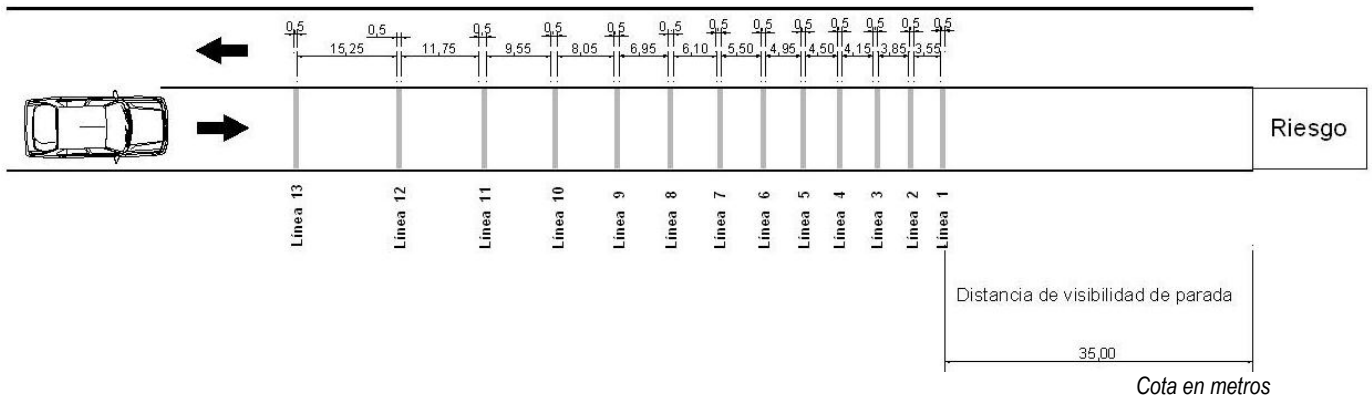 0,5 0,5 0,5 0,5 0,5 0,5 0,5 0,5 0,5 0,5 0,5 0,5 0,5
15,25 11,75 9,55 8,05 6,95 6,10 5,50 4,95 4,50 4,15 3,85 3,55
Riesgo
Línea 13
Línea 12
Línea 11
Línea 10
Línea 9
Línea 8
Línea 7
Línea 6
Línea 5
Línea 4
Línea 3
Línea 2
Línea 1
Distancia de visibilidad de parada
35,00
Cota en metros